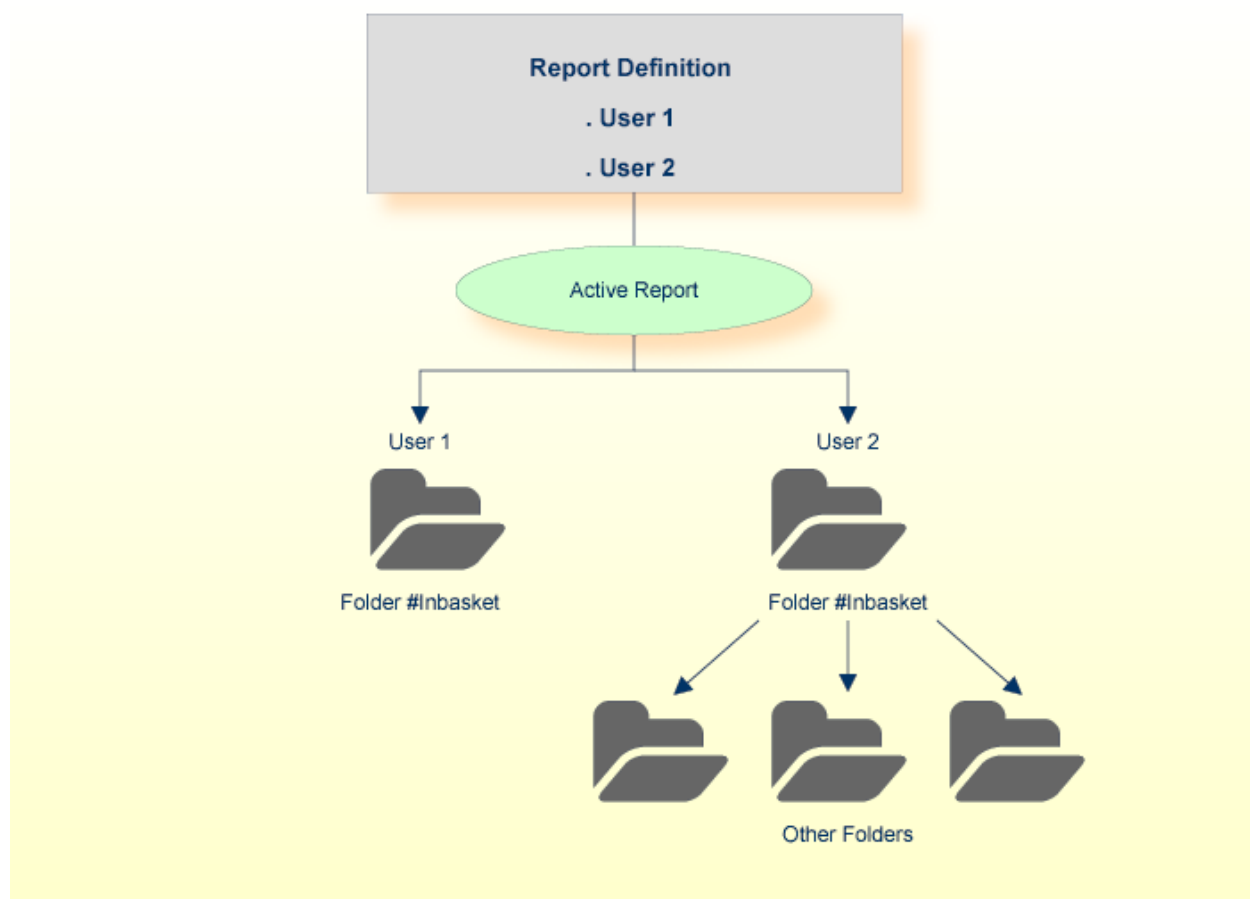 Report Definition
. User 1
. User 2
Active Report
User 1
User 2
Folder #Inbasket
Folder #Inbasket
Other Folders